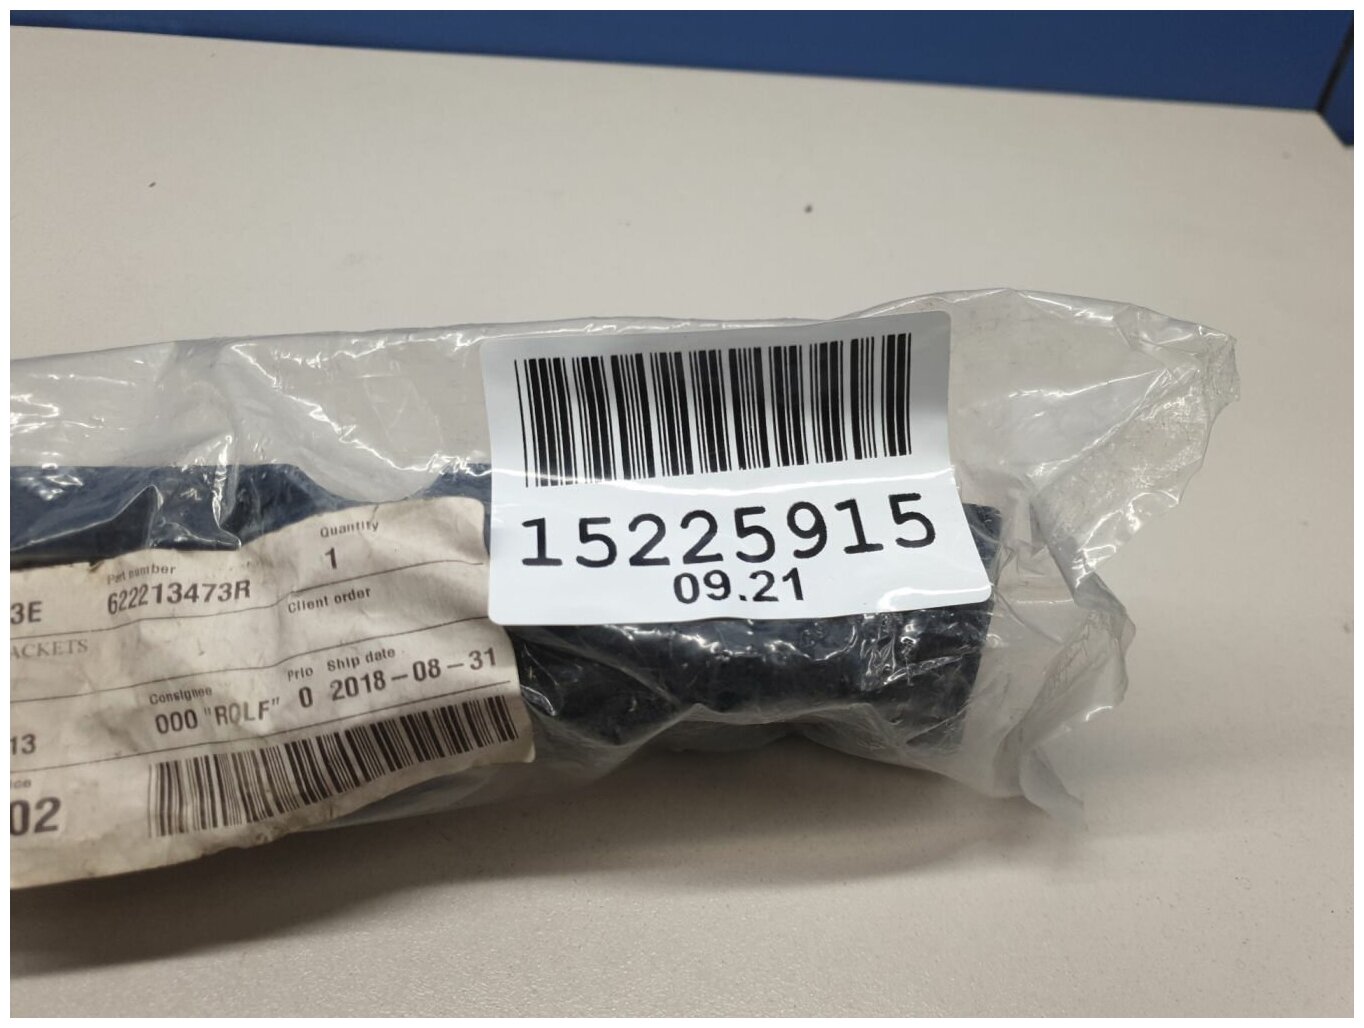 15225915
09.21
Quantity
1
Part number
622213473R
3E
Client order
ACKETS
Prio Ship date
0 2018-08-31
Consignee
000 "ROLF"
13
02